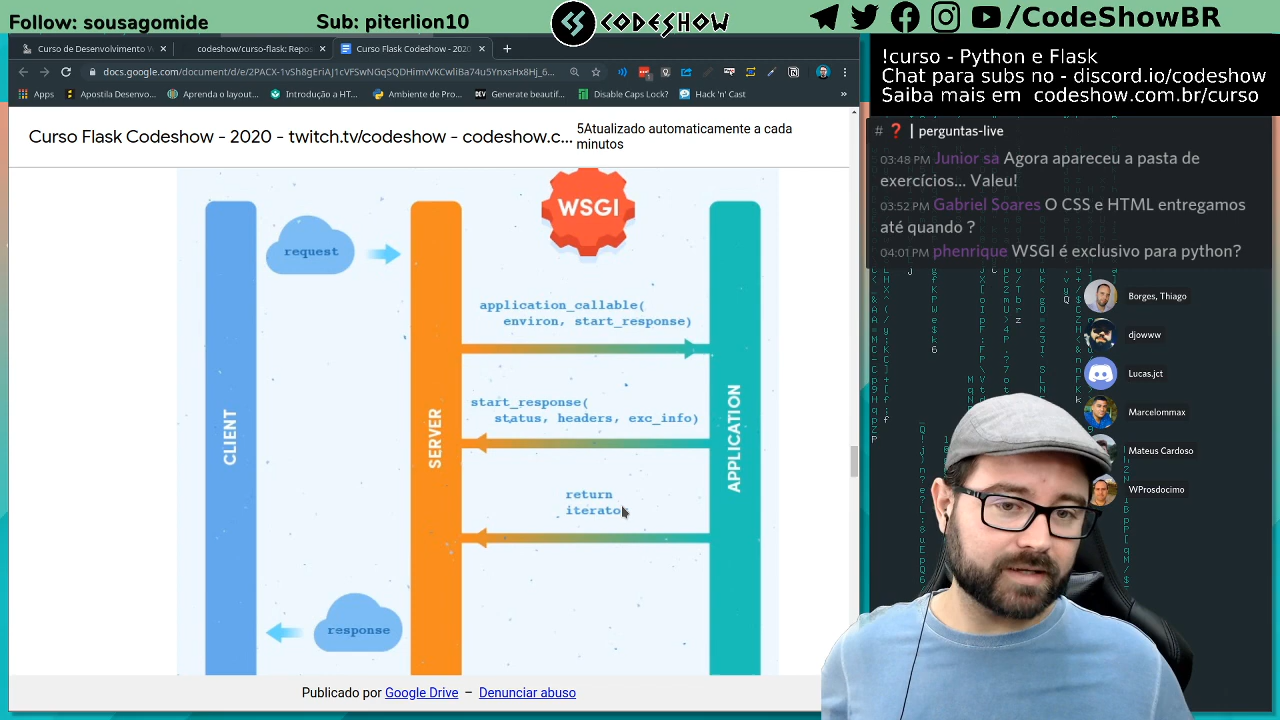 Follow: sousagomide
Sub: piterlion10
CODESHOW
/CodeShowBR
Curso de Desenvolvimento W
codeshow/curso-flask: Repos
Curso Flask Codeshow - 2020
docs.google.com/document/d/e/2PACX-1vSh8gEriAJ1cVFSwNGqSQDHimvVKCwliBa74u5YnxsHx8Hj_6...
Apps
Apostila Desenvo...
Aprenda o layout...
Introdução a HT...
Ambiente de Pro...
DEV
Generate beautif...
Disable Caps Lock?
Hack 'n' Cast
»
!curso - Python e Flask
Chat para subs no - discord.io/codeshow
Saiba mais em codeshow.com.br/curso
Curso Flask Codeshow - 2020 - twitch.tv/codeshow - codeshow.c...
5Atualizado automaticamente a cada
minutos
# ❓ | perguntas-live
03:48 PM Junior sa Agora apareceu a pasta de
exercícios... Valeu!
03:52 PM Gabriel Soares O CSS e HTML entregamos
até quando ?
04:01 PM phenrique WSGI é exclusivo para python?
WSGI
request
application_callable(
environ, start_response)
start_response(
status, headers, exc_info)
return
CLIENT
SERVER
APPLICATION
response
Borges, Thiago
djowww
Lucas.jct
Marcelommax
Mateus Cardoso
WProsdocimo
Publicado por Google Drive – Denunciar abuso